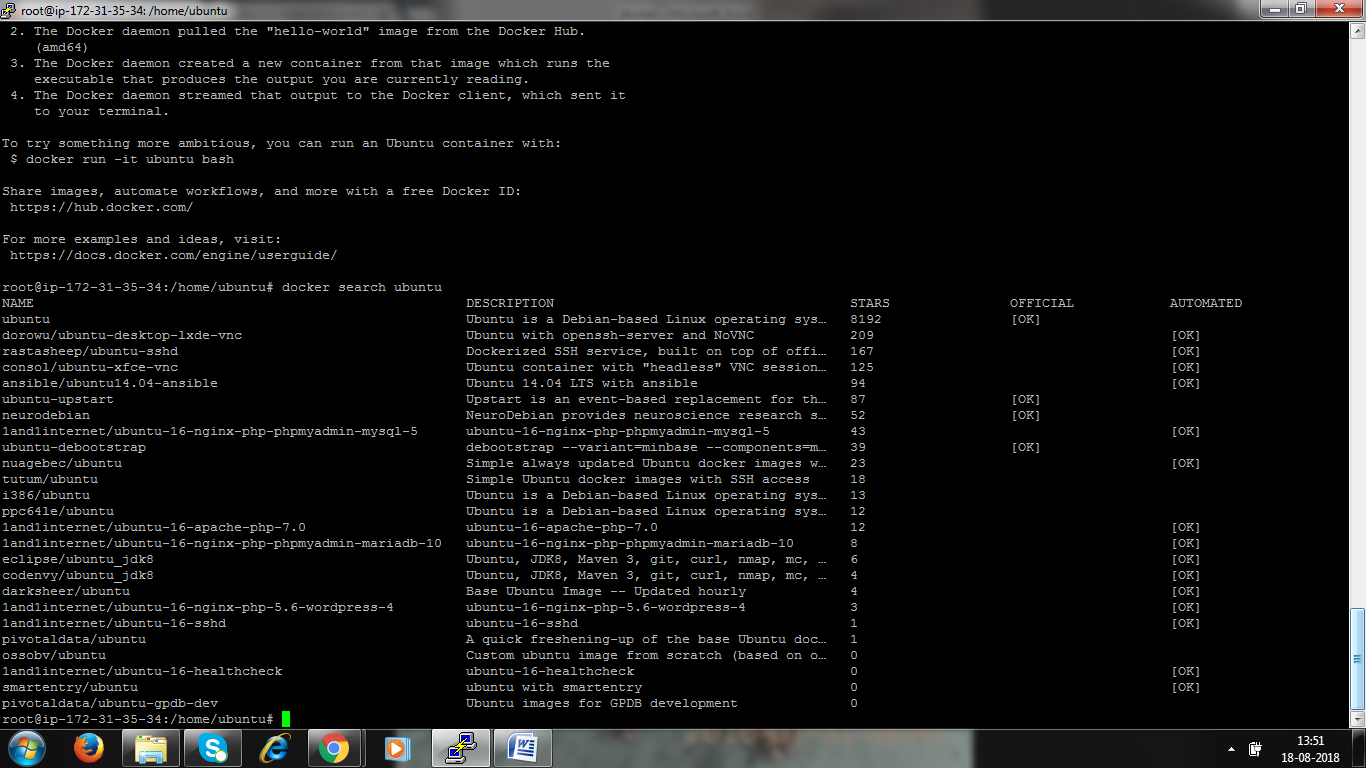 root@ip-172-31-35-34: /home/ubuntu
2. The Docker daemon pulled the "hello-world" image from the Docker Hub.
(amd64)
3. The Docker daemon created a new container from that image which runs the
executable that produces the output you are currently reading.
4. The Docker daemon streamed that output to the Docker client, which sent it
to your terminal.
To try something more ambitious, you can run an Ubuntu container with:
$ docker run -it ubuntu bash
Share images, automate workflows, and more with a free Docker ID:
https://hub.docker.com/
For more examples and ideas, visit:
https://docs.docker.com/engine/userguide/
root@ip-172-31-35-34:/home/ubuntu# docker search ubuntu
NAME DESCRIPTION STARS OFFICIAL AUTOMATED
ubuntu Ubuntu is a Debian-based Linux operating sys… 8192 [OK]
dorowu/ubuntu-desktop-lxde-vnc Ubuntu with openssh-server and NoVNC 209 [OK]
rastasheep/ubuntu-sshd Dockerized SSH service, built on top of offi… 167 [OK]
consol/ubuntu-xfce-vnc Ubuntu container with "headless" VNC session… 125 [OK]
ansible/ubuntu14.04-ansible Ubuntu 14.04 LTS with ansible 94 [OK]
ubuntu-upstart Upstart is an event-based replacement for th… 87 [OK]
neurodebian NeuroDebian provides neuroscience research s… 52 [OK]
1and1internet/ubuntu-16-nginx-php-phpmyadmin-mysql-5 ubuntu-16-nginx-php-phpmyadmin-mysql-5 43 [OK]
ubuntu-debootstrap debootstrap --variant=minbase --components=m… 39 [OK]
nuagebec/ubuntu Simple always updated Ubuntu docker images w… 23 [OK]
tutum/ubuntu Simple Ubuntu docker images with SSH access 18
i386/ubuntu Ubuntu is a Debian-based Linux operating sys… 13
ppc64le/ubuntu Ubuntu is a Debian-based Linux operating sys… 12
1and1internet/ubuntu-16-apache-php-7.0 ubuntu-16-apache-php-7.0 12 [OK]
1and1internet/ubuntu-16-nginx-php-phpmyadmin-mariadb-10 ubuntu-16-nginx-php-phpmyadmin-mariadb-10 8 [OK]
eclipse/ubuntu_jdk8 Ubuntu, JDK8, Maven 3, git, curl, nmap, mc, … 6 [OK]
codenvy/ubuntu_jdk8 Ubuntu, JDK8, Maven 3, git, curl, nmap, mc, … 4 [OK]
darksheer/ubuntu Base Ubuntu Image -- Updated hourly 4 [OK]
1and1internet/ubuntu-16-nginx-php-5.6-wordpress-4 ubuntu-16-nginx-php-5.6-wordpress-4 3 [OK]
1and1internet/ubuntu-16-sshd ubuntu-16-sshd 1 [OK]
pivotaldata/ubuntu A quick freshening-up of the base Ubuntu doc… 1
ossobv/ubuntu Custom ubuntu image from scratch (based on o… 0
1and1internet/ubuntu-16-healthcheck ubuntu-16-healthcheck 0 [OK]
smartentry/ubuntu ubuntu with smartentry 0 [OK]
pivotaldata/ubuntu-gpdb-dev Ubuntu images for GPDB development 0
root@ip-172-31-35-34:/home/ubuntu#
13:51
18-08-2018